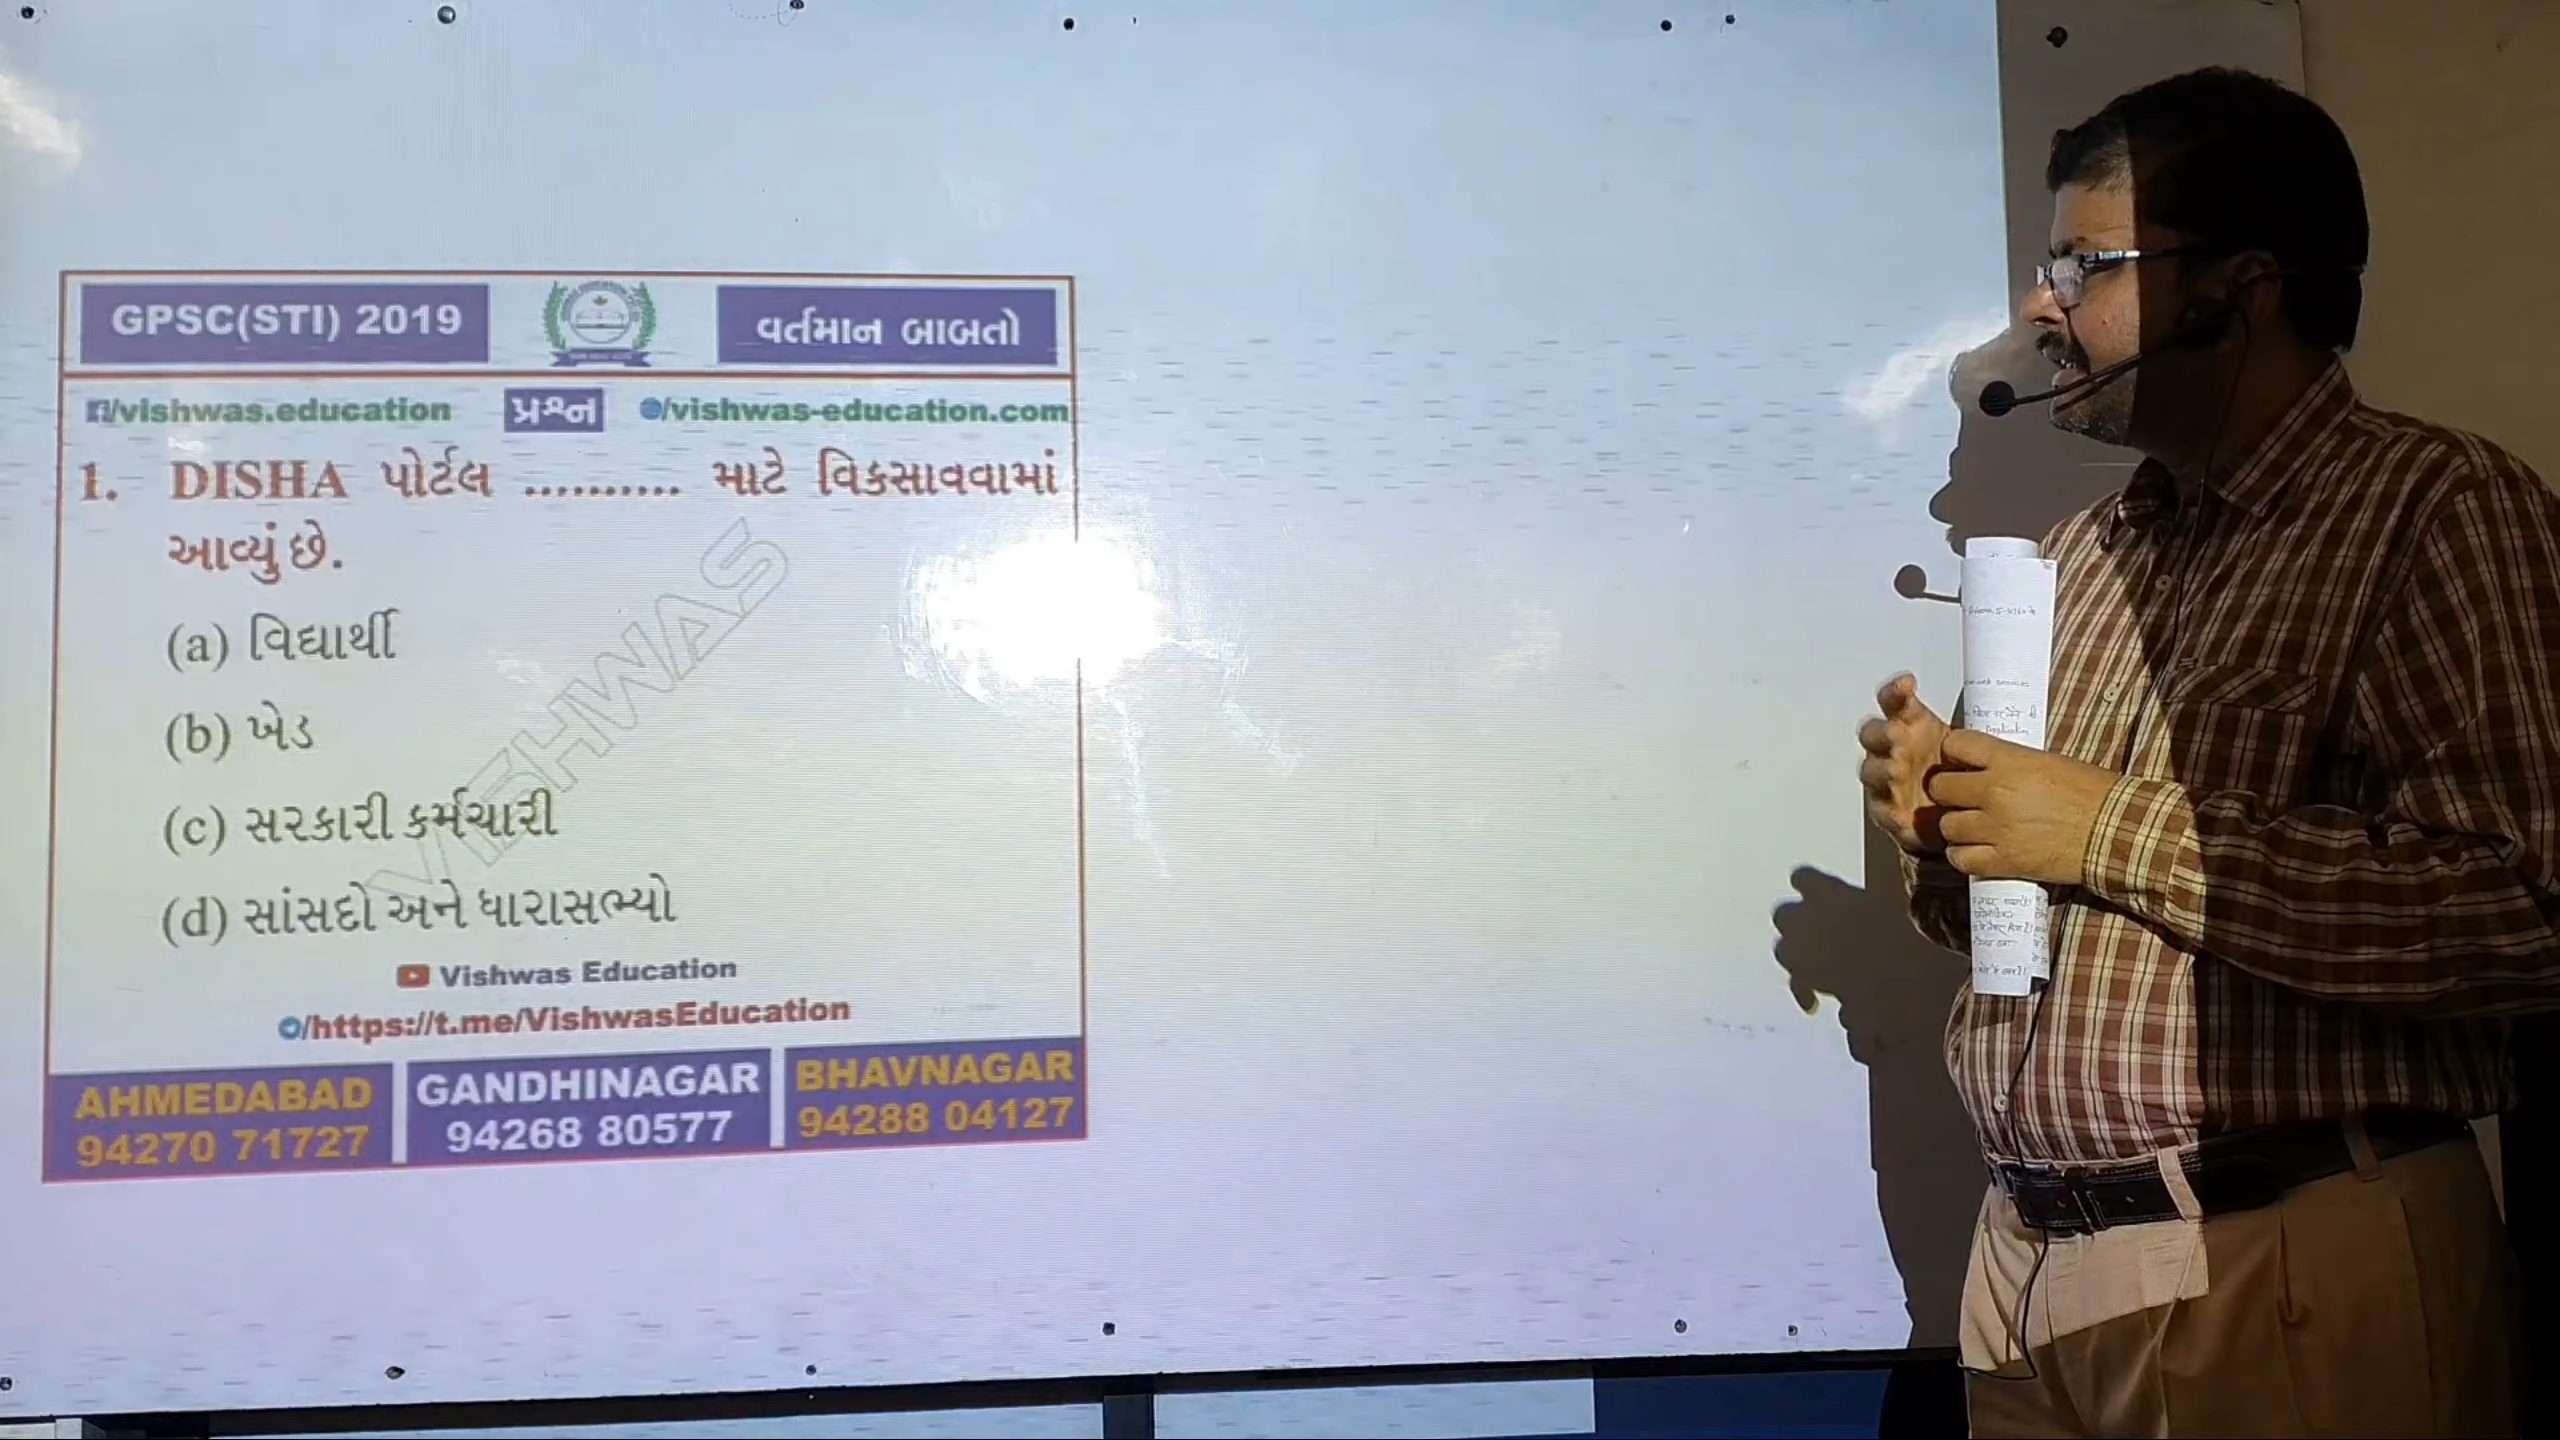 GPSC(STI) 2019
વર્તમાન બાબતો
/vishwas.education
પ્રશ્ન
/vishwas-education.com
1. DISHA પોર્ટલ .......... માટે વિકસાવવામાં
આવ્યું છે.
(a) વિદ્યાર્થી
(b) ખેડ
(c) સરકારી કર્મચારી
(d) સાંસદો અને ધારાસભ્યો
VISHWAS
Vishwas Education
/https://t.me/VishwasEducation
AHMEDABAD
94270 71727
GANDHINAGAR
94268 80577
BHAVNAGAR
94288 04127